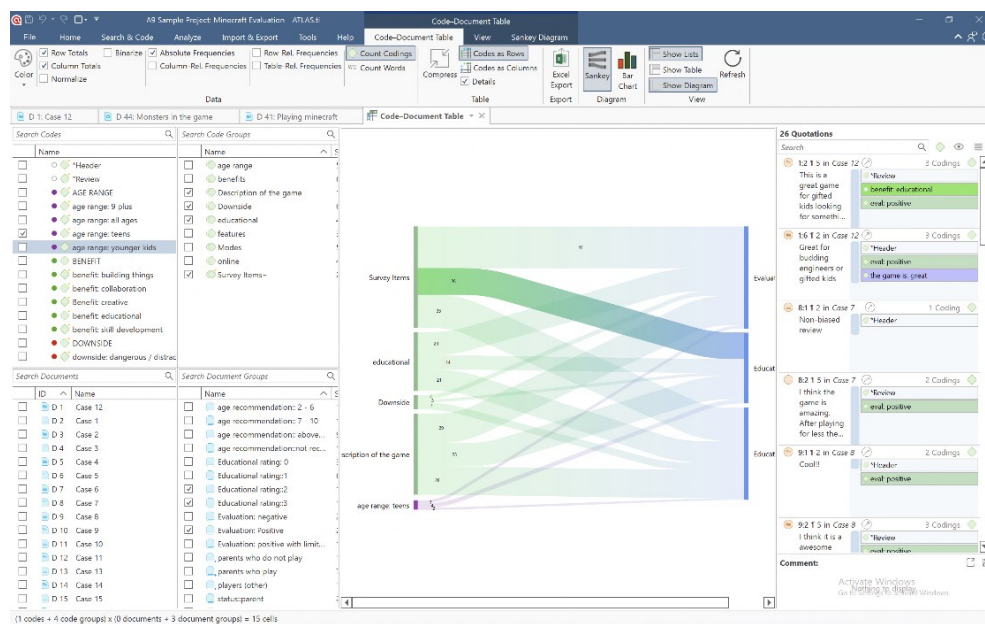 A9 Sample Project: Minecraft Evaluation - ATLAS.ti
Code-Document Table
File Home Search & Code Analyze Import & Export Tools Help Code-Document Table View Sankey Diagram
Color
Row Totals Binarize Absolute Frequencies Row Rel. Frequencies
Column Totals Column-Rel. Frequencies Table-Rel. Frequencies
Normalize
Data
Count Codings
Count Words
Compress
Codes as Rows
Codes as Columns
Details
Table
Excel Export
Export
Sankey
Bar Chart
Diagram
Show Lists
Show Table
Show Diagram
Refresh
View
D 1: Case 12
D 44: Monsters in the game
D 41: Playing minecraft
Code-Document Table
Search Codes
Name
*Header
*Review
AGE RANGE
age range: 9 plus
age range: all ages
age range: teens
age range: younger kids
BENEFIT
benefit: building things
benefit: collaboration
Benefit: creative
benefit: educational
benefit: skill development
DOWNSIDE
downside: dangerous / distrac
Search Code Groups
Name
age range
benefits
Description of the game
Downside
educational
features
Modes
online
Survey Items~
Search Documents
ID Name
D 1 Case 12
D 2 Case 1
D 3 Case 2
D 4 Case 3
D 5 Case 4
D 6 Case 5
D 7 Case 6
D 8 Case 7
D 9 Case 8
D 10 Case 9
D 11 Case 10
D 12 Case 11
D 13 Case 13
D 14 Case 14
D 15 Case 15
Search Document Groups
Name
age recommendation:: 2 - 6
age recommendation:: 7 - 10
age recommendation:: above...
age recommendation::not rec...
Educational rating: 0
Educational rating::1
Educational rating::2
Educational rating::3
Evaluation: negative
Evaluation: Positive
Evaluation: positive with limit...
parents who do not play
parents who play
players (other)
status::parent
Survey Items
educational
Downside
scription of the game
age range: teens
Evaluat
Educat
Educat
26 Quotations
Search
1:2 ¶ 5 in Case 12
3 Codings
This is a
great game
for gifted
kids looking
for somethi...
*Review
benefit: educational
eval: positive
1:6 ¶ 2 in Case 12
3 Codings
Great for
budding
engineers or
gifted kids
*Header
eval: positive
the game is: great
8:1 ¶ 2 in Case 7
1 Coding
Non-biased
review
*Header
8:2 ¶ 5 in Case 7
2 Codings
I think the
game is
amazing.
After playing
for less the...
*Review
eval: positive
9:1 ¶ 2 in Case 8
2 Codings
Cool!!
*Header
eval: positive
9:2 ¶ 5 in Case 8
3 Codings
I think it is a
awesome
*Review
eval: positive
Comment:
Activate Windows
Nothing to display
(1 codes + 4 code groups) x (0 documents + 3 document groups) = 15 cells